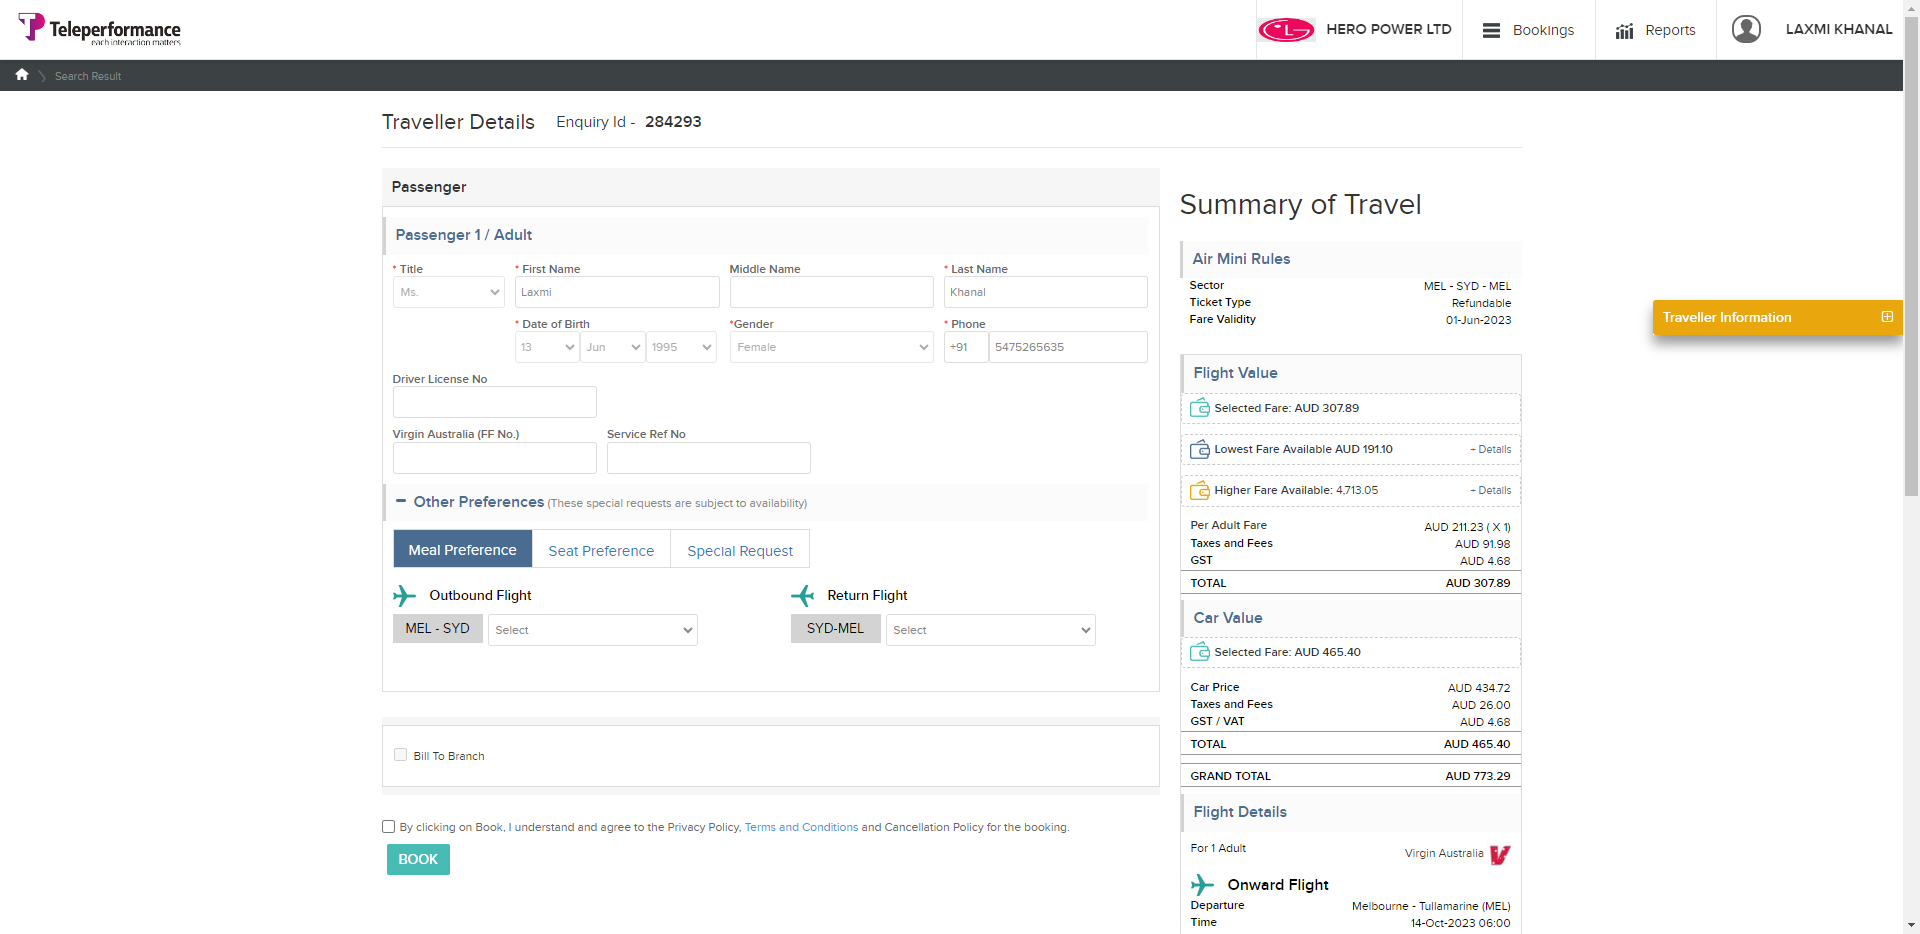 Teleperformance
each interaction matters
HERO POWER LTD
Bookings
Reports
LAXMI KHANAL
Search Result
Traveller Details
Enquiry Id - 284293
Passenger
Passenger 1 / Adult
* Title
* First Name
Middle Name
* Last Name
Ms.
Laxmi
Khanal
* Date of Birth
*Gender
* Phone
13
Jun
1995
Female
+91
5475265635
Driver License No
Virgin Australia (FF No.)
Service Ref No
Other Preferences (These special requests are subject to availability)
Meal Preference
Seat Preference
Special Request
Outbound Flight
Return Flight
MEL - SYD
Select
SYD-MEL
Select
Bill To Branch
By clicking on Book, I understand and agree to the Privacy Policy, Terms and Conditions and Cancellation Policy for the booking.
BOOK
Summary of Travel
Air Mini Rules
Sector MEL - SYD - MEL
Ticket Type Refundable
Fare Validity 01-Jun-2023
Flight Value
Selected Fare: AUD 307.89
Lowest Fare Available AUD 191.10 + Details
Higher Fare Available: 4,713.05 + Details
Per Adult Fare AUD 211.23 ( X 1)
Taxes and Fees AUD 91.98
GST AUD 4.68
TOTAL AUD 307.89
Car Value
Selected Fare: AUD 465.40
Car Price AUD 434.72
Taxes and Fees AUD 26.00
GST / VAT AUD 4.68
TOTAL AUD 465.40
GRAND TOTAL AUD 773.29
Flight Details
For 1 Adult
Virgin Australia
Onward Flight
Departure Melbourne - Tullamarine (MEL)
Time 14-Oct-2023 06:00
Traveller Information